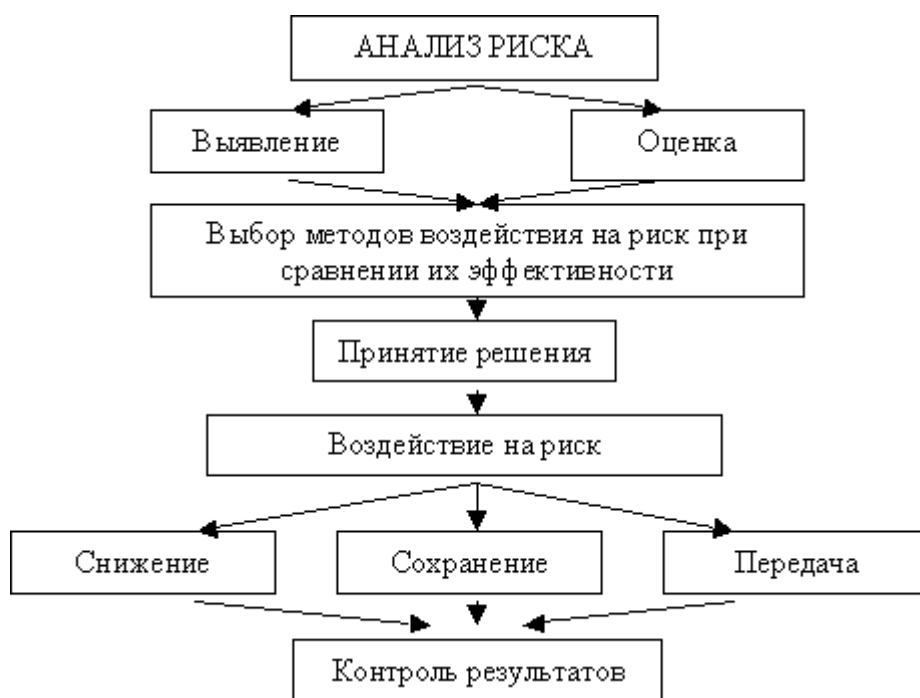 АНАЛИЗ РИСКА
Выявление
Оценка
Выбор методов воздействия на риск при
сравнении их эффективности
Принятие решения
Воздействие на риск
Снижение
Сохранение
Передача
Контроль результатов